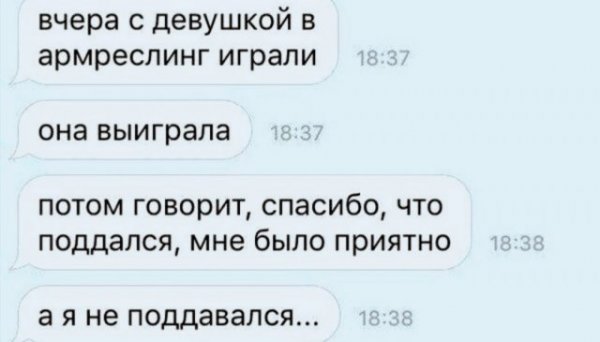 вчера с девушкой в
армреслинг играли 18:37
она выиграла 18:37
потом говорит, спасибо, что
поддался, мне было приятно 18:38
а я не поддавался... 18:38